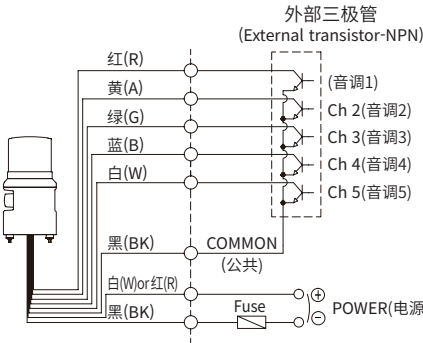 外部三极管
(External transistor-NPN)
红(R)
(音调1)
黄(A)
Ch 2(音调2)
绿(G)
Ch 3(音调3)
蓝(B)
Ch 4(音调4)
白(W)
Ch 5(音调5)
黑(BK)
COMMON
(公共)
白(W)or红(R)
黑(BK)
Fuse
+
−
POWER(电源